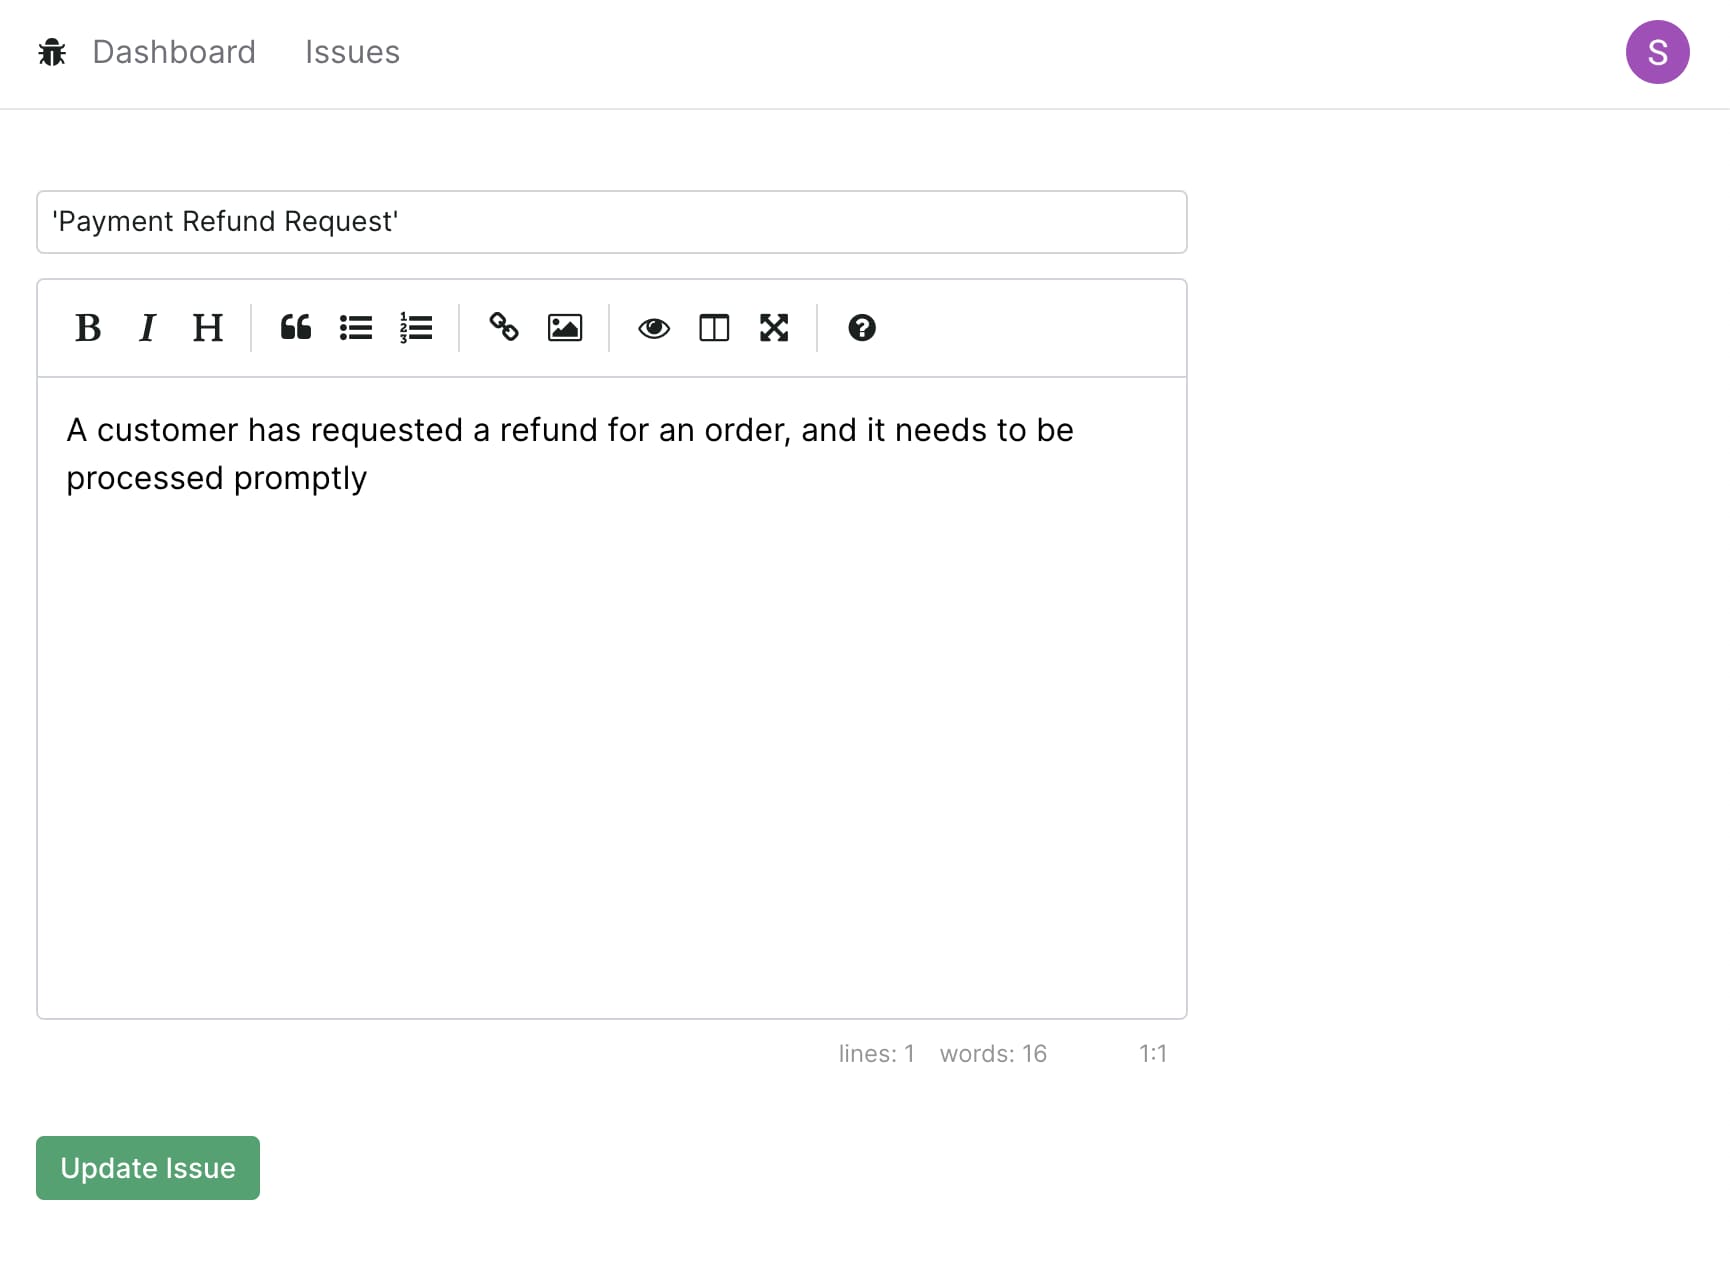 Dashboard Issues S
'Payment Refund Request'
B I H
A customer has requested a refund for an order, and it needs to be
processed promptly
lines: 1 words: 16 1:1
Update Issue